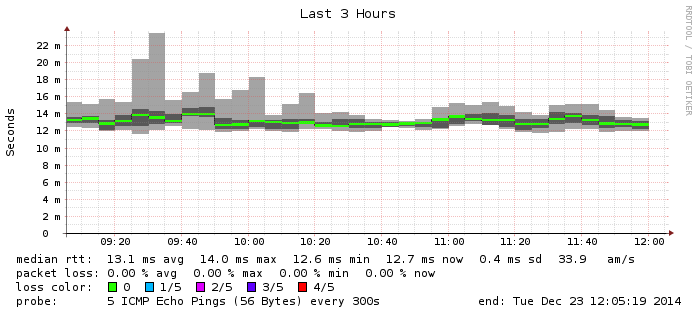 Last 3 Hours
RRDTOOL / TOBI OETIKER
Seconds
22 m
20 m
18 m
16 m
14 m
12 m
10 m
8 m
6 m
4 m
2 m
0
09:20 09:40 10:00 10:20 10:40 11:00 11:20 11:40 12:00
median rtt: 13.1 ms avg 14.0 ms max 12.6 ms min 12.7 ms now 0.4 ms sd 33.9 am/s
packet loss: 0.00 % avg 0.00 % max 0.00 % min 0.00 % now
loss color: 0 1/5 2/5 3/5 4/5
probe: 5 ICMP Echo Pings (56 Bytes) every 300s end: Tue Dec 23 12:05:19 2014